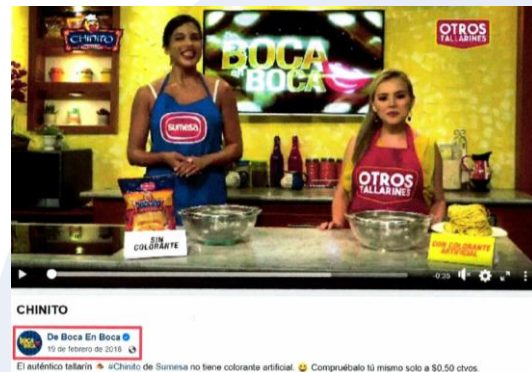 CHINITO
De BOCA en BOCA
OTROS
TALLARINES
sumesa
OTROS
TALLARINES
SIN
COLORANTE
CON COLORANTE
ARTIFICIAL
-0:35
CHINITO
De Boca En Boca
19 de febrero de 2016
El auténtico tallarín #Chinito de Sumesa no tiene colorante artificial. Compruébalo tú mismo solo a $0,50 ctvos.